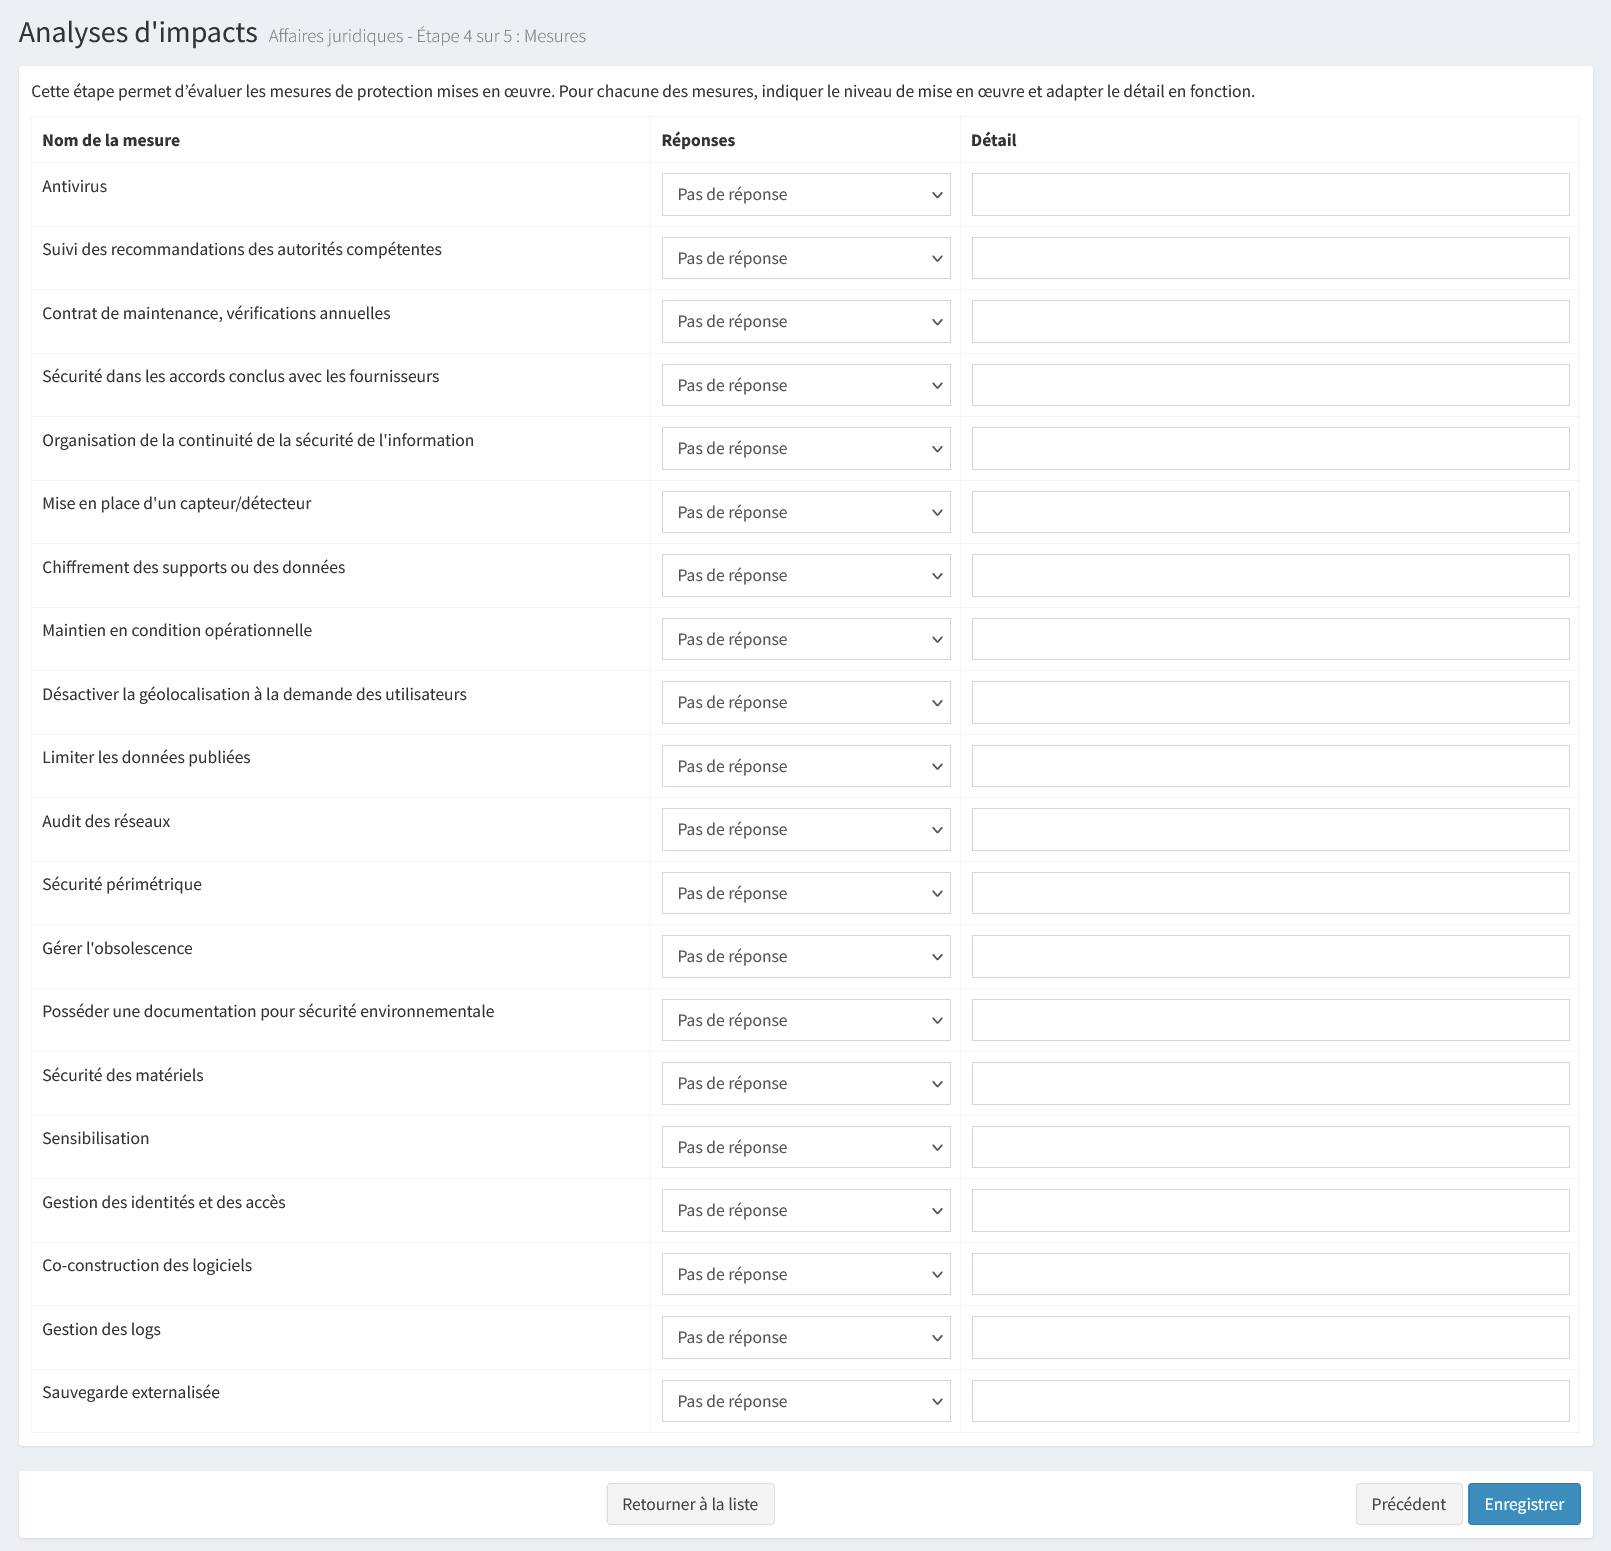 Analyses d'impacts Affaires juridiques - Étape 4 sur 5 : Mesures
Cette étape permet d’évaluer les mesures de protection mises en œuvre. Pour chacune des mesures, indiquer le niveau de mise en œuvre et adapter le détail en fonction.
Nom de la mesure Réponses Détail
Antivirus Pas de réponse
Suivi des recommandations des autorités compétentes Pas de réponse
Contrat de maintenance, vérifications annuelles Pas de réponse
Sécurité dans les accords conclus avec les fournisseurs Pas de réponse
Organisation de la continuité de la sécurité de l'information Pas de réponse
Mise en place d'un capteur/détecteur Pas de réponse
Chiffrement des supports ou des données Pas de réponse
Maintien en condition opérationnelle Pas de réponse
Désactiver la géolocalisation à la demande des utilisateurs Pas de réponse
Limiter les données publiées Pas de réponse
Audit des réseaux Pas de réponse
Sécurité périmétrique Pas de réponse
Gérer l'obsolescence Pas de réponse
Posséder une documentation pour sécurité environnementale Pas de réponse
Sécurité des matériels Pas de réponse
Sensibilisation Pas de réponse
Gestion des identités et des accès Pas de réponse
Co-construction des logiciels Pas de réponse
Gestion des logs Pas de réponse
Sauvegarde externalisée Pas de réponse
Retourner à la liste Précédent Enregistrer